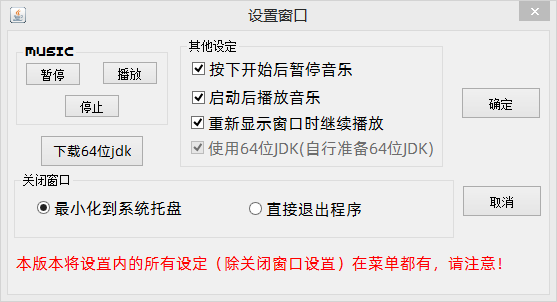 设置窗口
MUSIC
暂停
播放
停止
下载64位jdk
其他设定
按下开始后暂停音乐
启动后播放音乐
重新显示窗口时继续播放
使用64位JDK(自行准备64位JDK)
确定
关闭窗口
最小化到系统托盘
直接退出程序
取消
本版本将设置内的所有设定（除关闭窗口设置）在菜单都有，请注意！